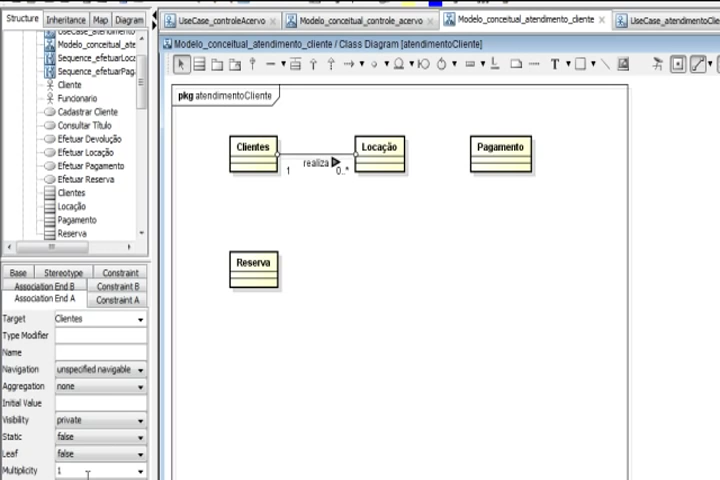 Structure Inheritance Map Diagram
UseCase_controleAcervo Modelo_conceitual_controle_acervo Modelo_conceitual_atendimento_cliente UseCase_atendimentoClie
Modelo_conceitual_atendimento_cliente / Class Diagram [atendimentoCliente]
UseCase_atendimento
Modelo_conceitual_ate
Sequence_efetuarLoca
Sequence_efetuarPag
Cliente
Funcionario
Cadastrar Cliente
Consultar Título
Efetuar Devolução
Efetuar Locação
Efetuar Pagamento
Efetuar Reserva
Clientes
Locação
Pagamento
Reserva
T
pkg atendimentoCliente
Clientes
Locação
Pagamento
realiza
1
0..*
Reserva
Base Stereotype Constraint
Association End B Constraint B
Association End A Constraint A
Target Clientes
Type Modifier
Name
Navigation unspecified navigable
Aggregation none
Initial Value
Visibility private
Static false
Leaf false
Multiplicity 1